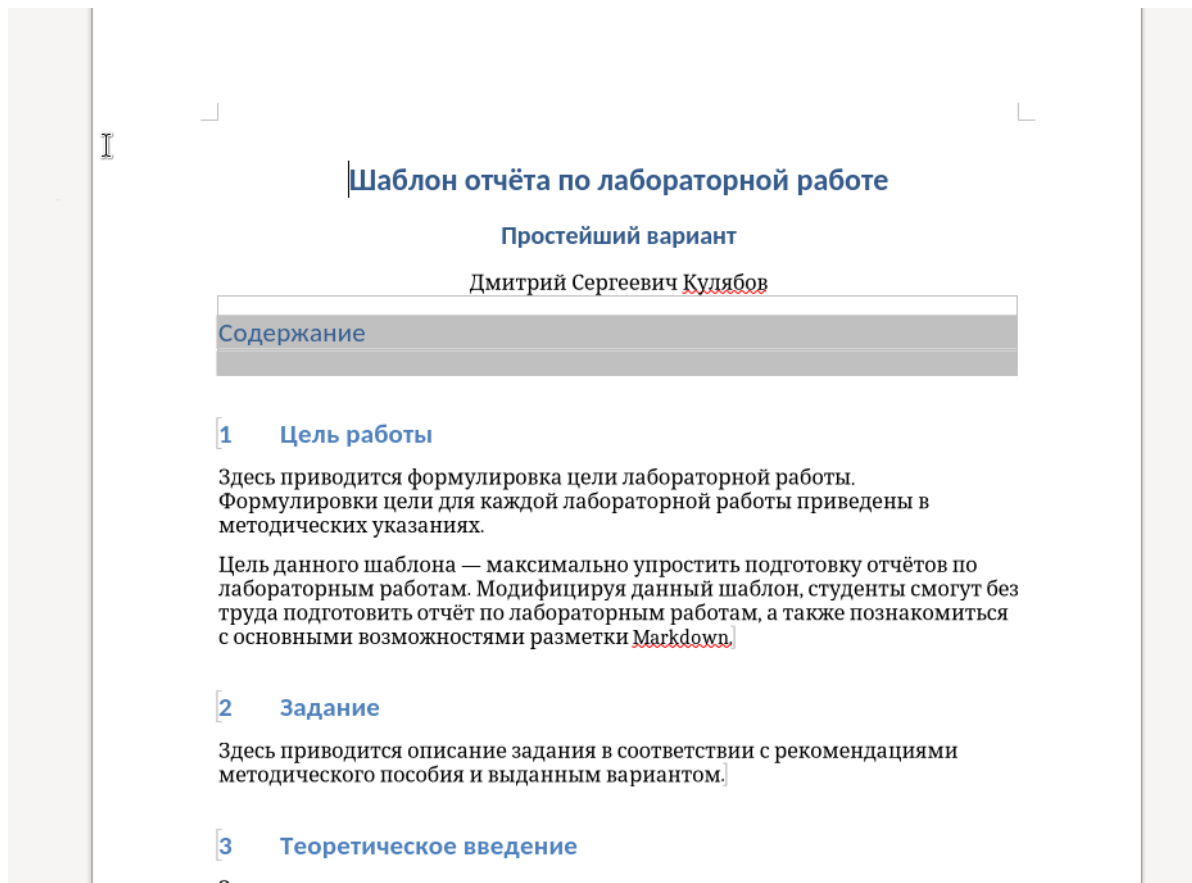 Шаблон отчёта по лабораторной работе
Простейший вариант
Дмитрий Сергеевич Кулябов
Содержание
1 Цель работы
Здесь приводится формулировка цели лабораторной работы.
Формулировки цели для каждой лабораторной работы приведены в
методических указаниях.
Цель данного шаблона — максимально упростить подготовку отчётов по
лабораторным работам. Модифицируя данный шаблон, студенты смогут без
труда подготовить отчёт по лабораторным работам, а также познакомиться
с основными возможностями разметки Markdown.
2 Задание
Здесь приводится описание задания в соответствии с рекомендациями
методического пособия и выданным вариантом.
3 Теоретическое введение